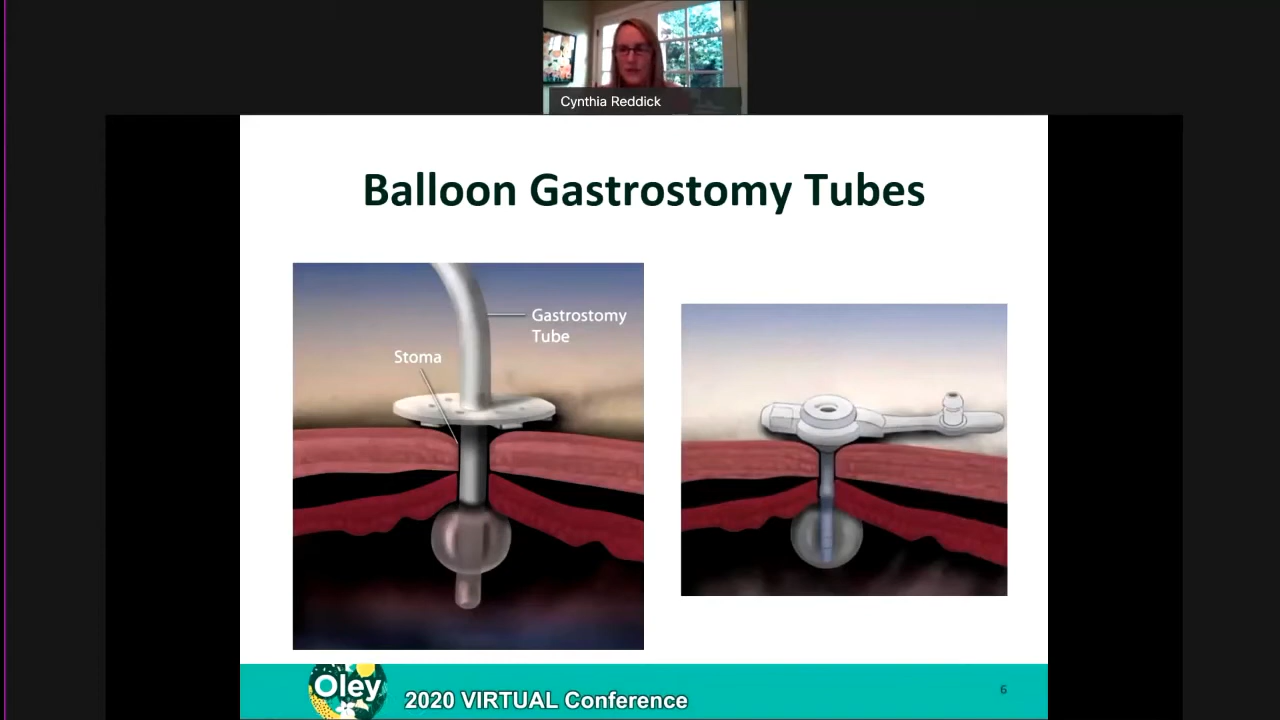 Cynthia Reddick
Balloon Gastrostomy Tubes
Gastrostomy
Tube
Stoma
Oley
2020 VIRTUAL Conference
6